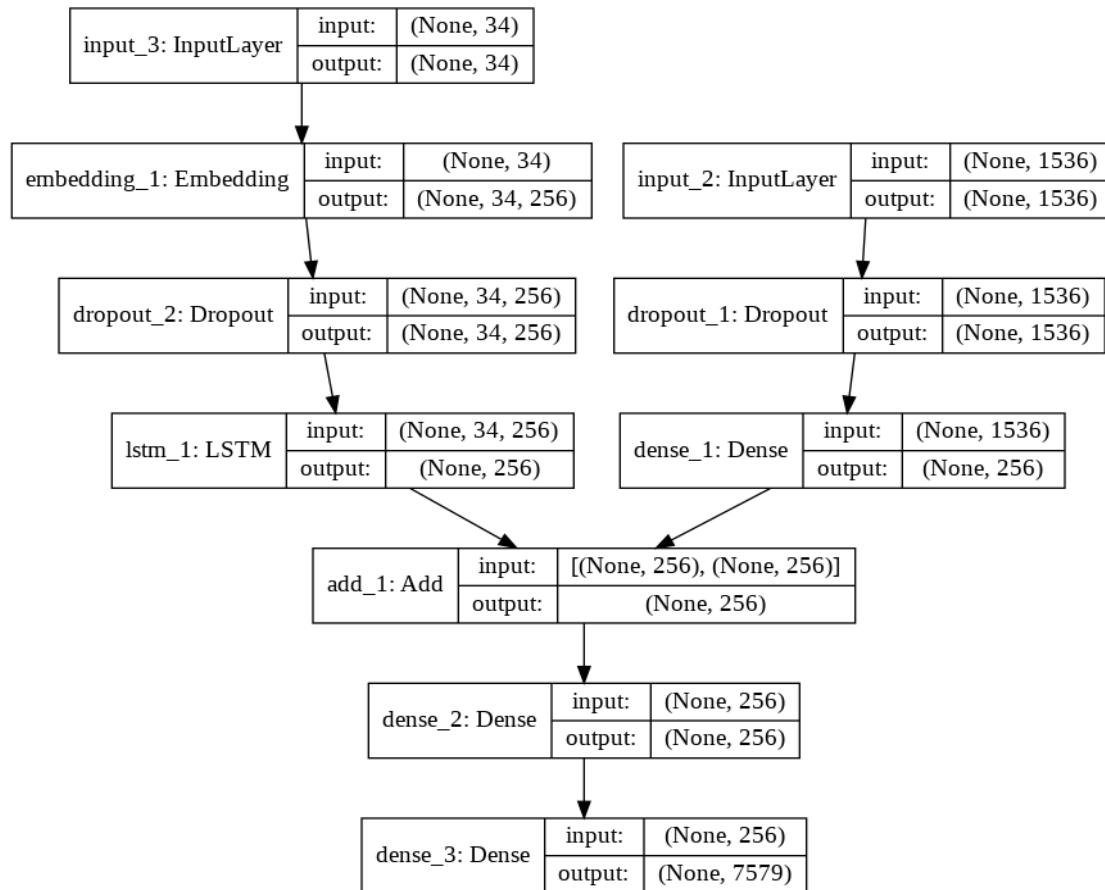 input_3: InputLayer
input: (None, 34)
output: (None, 34)
embedding_1: Embedding
input: (None, 34)
output: (None, 34, 256)
input_2: InputLayer
input: (None, 1536)
output: (None, 1536)
dropout_2: Dropout
input: (None, 34, 256)
output: (None, 34, 256)
dropout_1: Dropout
input: (None, 1536)
output: (None, 1536)
lstm_1: LSTM
input: (None, 34, 256)
output: (None, 256)
dense_1: Dense
input: (None, 1536)
output: (None, 256)
add_1: Add
input: [(None, 256), (None, 256)]
output: (None, 256)
dense_2: Dense
input: (None, 256)
output: (None, 256)
dense_3: Dense
input: (None, 256)
output: (None, 7579)